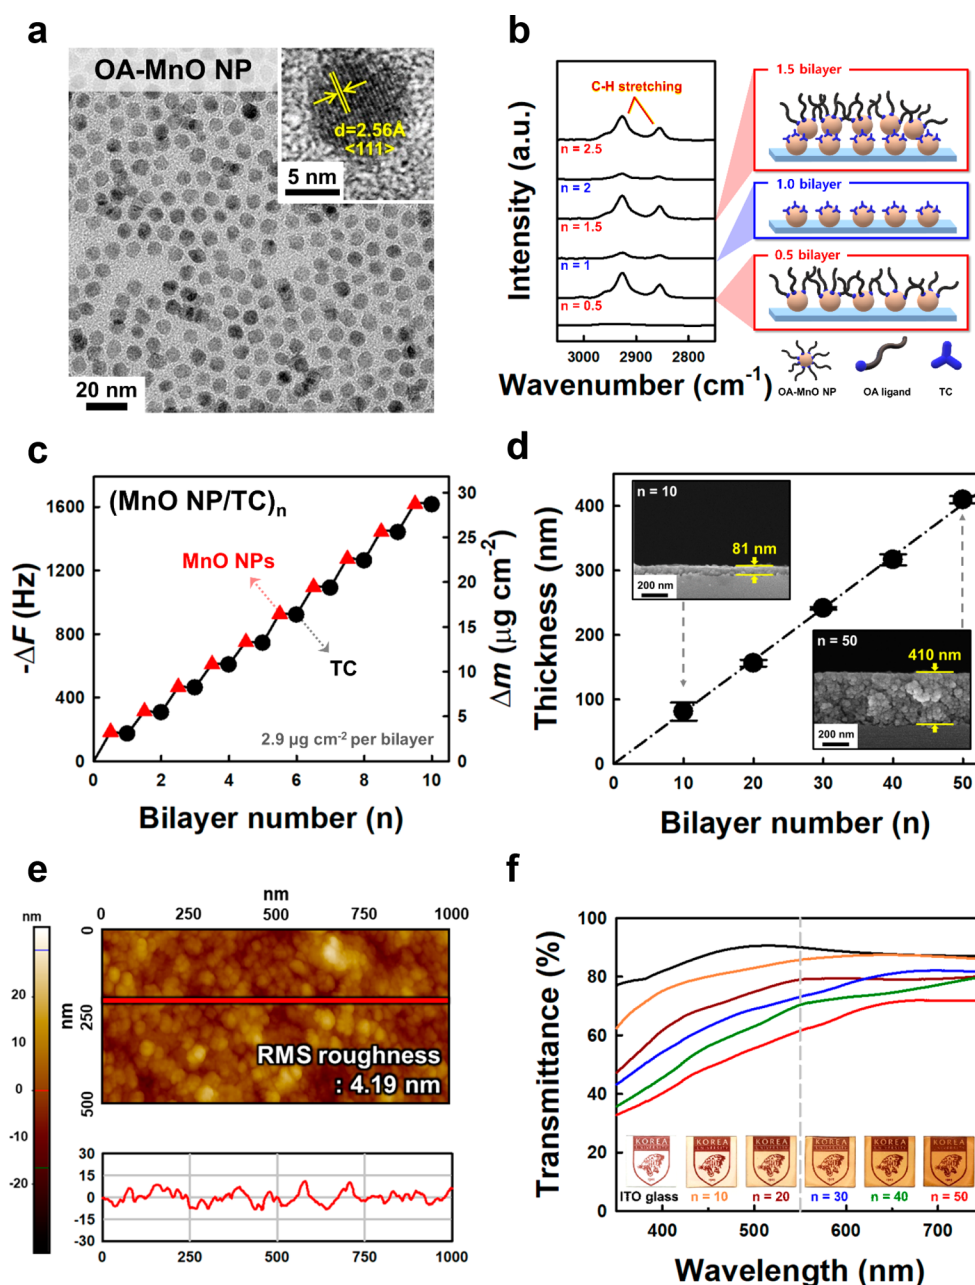 a
OA-MnO NP
d=2.56Å
<111>
5 nm
20 nm
b
Intensity (a.u.)
C-H stretching
n = 2.5
n = 2
n = 1.5
n = 1
n = 0.5
3000 2900 2800
Wavenumber (cm⁻¹)
1.5 bilayer
1.0 bilayer
0.5 bilayer
OA-MnO NP
OA ligand
TC
c
-ΔF (Hz)
1600
1200
800
400
0
(MnO NP/TC)n
MnO NPs
TC
2.9 µg cm⁻² per bilayer
30
25
20
15
10
5
0
Δm (µg cm⁻²)
0 2 4 6 8 10
Bilayer number (n)
d
Thickness (nm)
400
300
200
100
0
n = 10
81 nm
200 nm
n = 50
410 nm
200 nm
0 10 20 30 40 50
Bilayer number (n)
e
nm
20
10
0
-10
-20
nm
0 250 500 750 1000
nm
0
250
500
RMS roughness
: 4.19 nm
30
15
0
-15
-30
0 250 500 750 1000
f
Transmittance (%)
100
80
60
40
20
0
KOREA
KOREA
KOREA
KOREA
KOREA
KOREA
ITO glass
n = 10
n = 20
n = 30
n = 40
n = 50
400 500 600 700
Wavelength (nm)